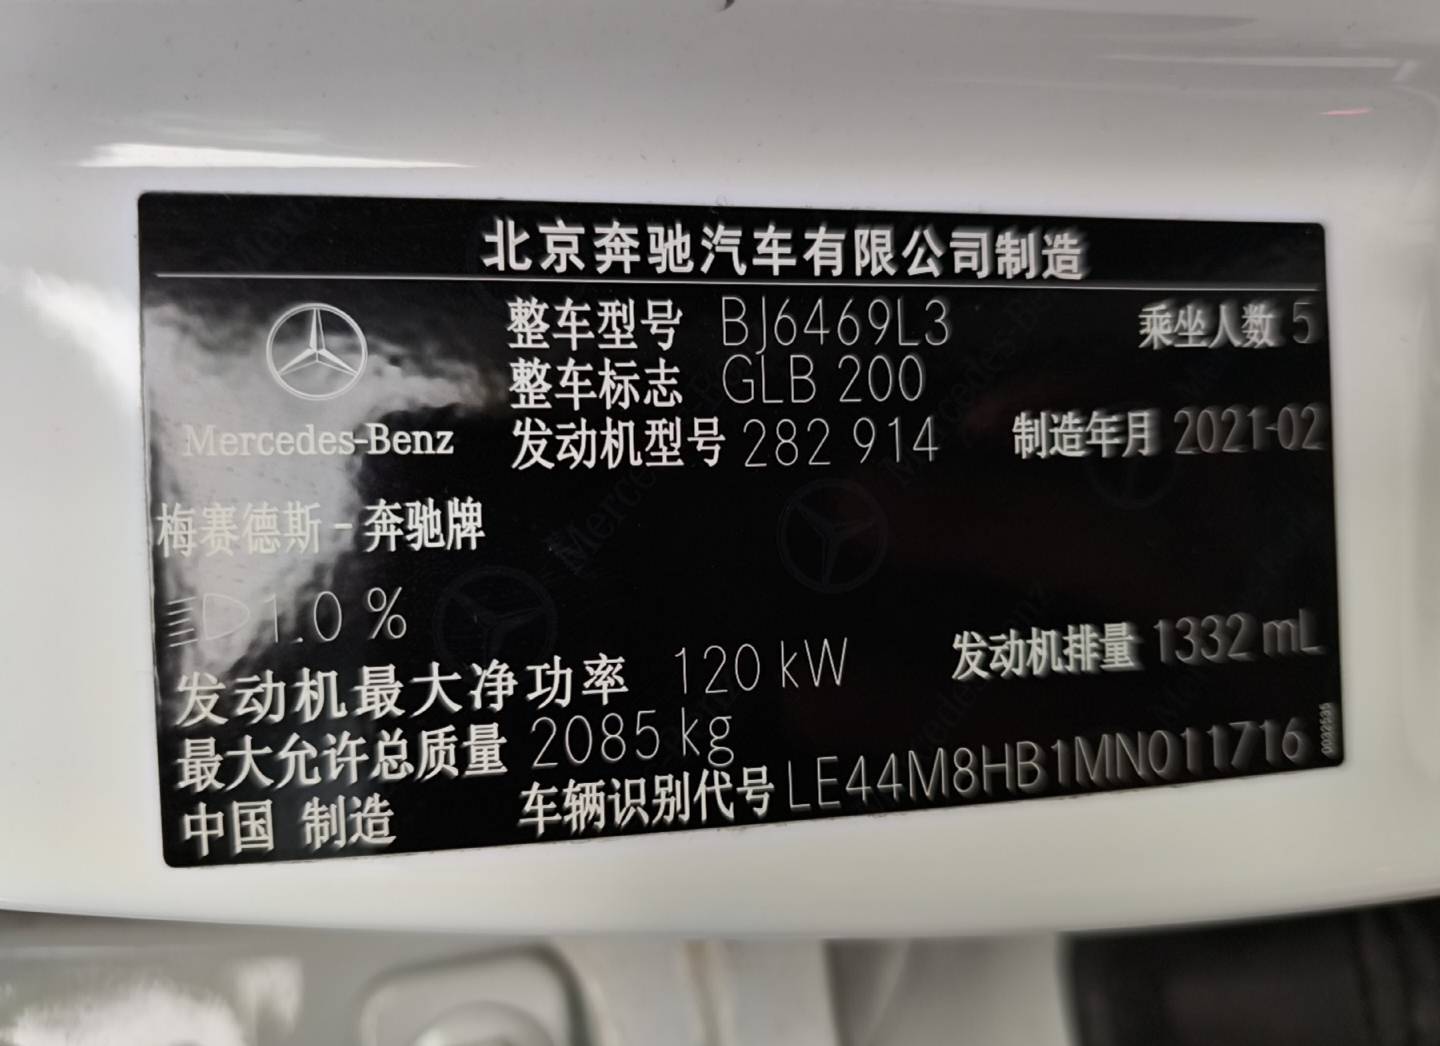 北京奔驰汽车有限公司制造
整车型号 BJ6469L3 乘坐人数 5
整车标志 GLB 200
Mercedes-Benz
发动机型号 282 914 制造年月 2021-02
梅赛德斯-奔驰牌
1.0 %
发动机最大净功率 120 kW 发动机排量 1332 mL
最大允许总质量 2085 kg
中国 制造 车辆识别代号 LE44M8HB1MN011716